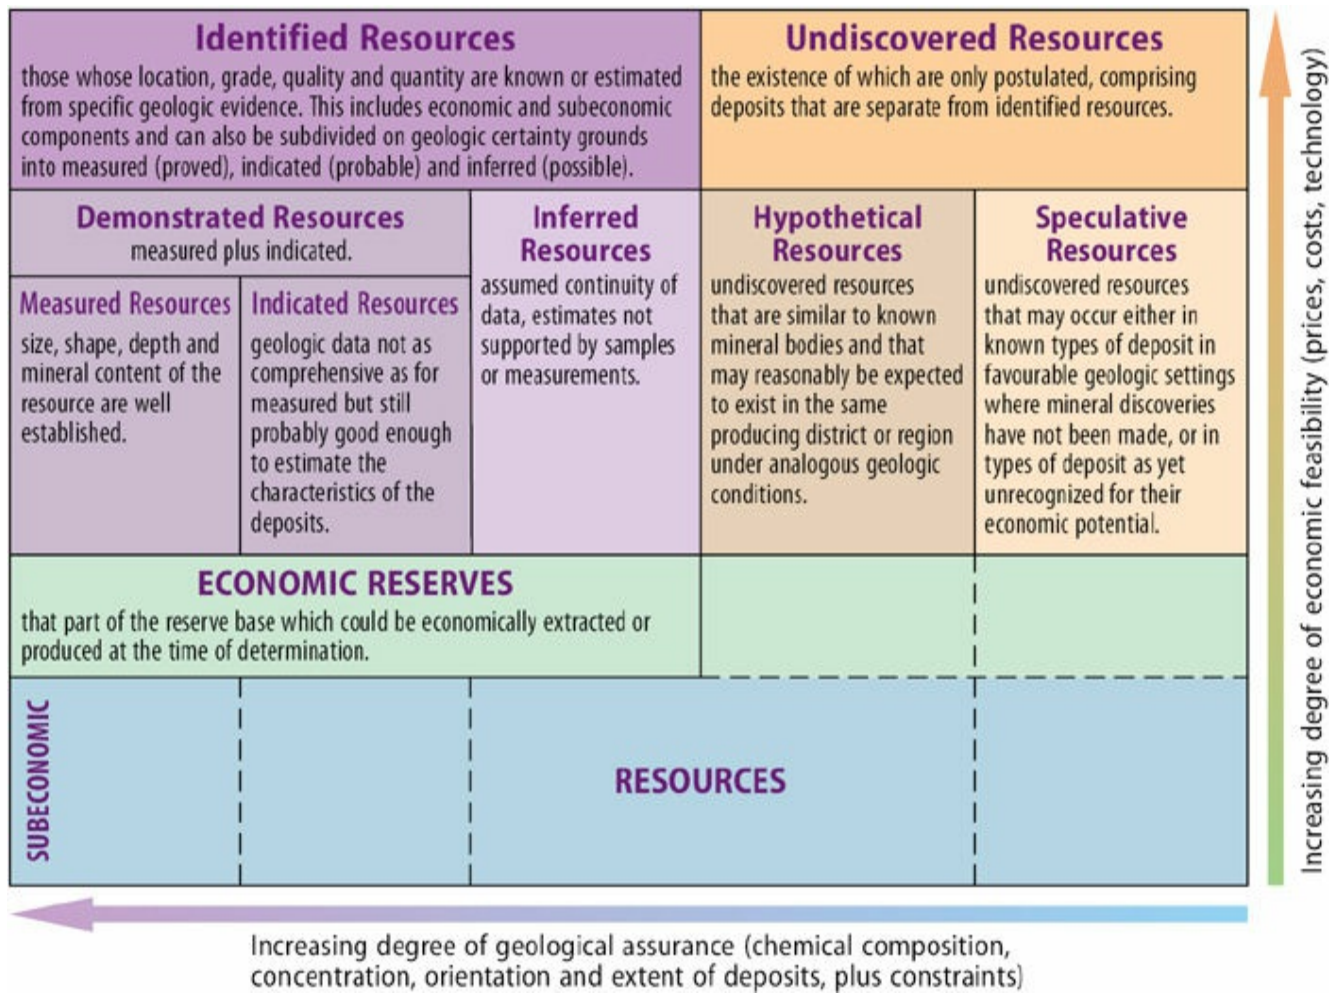 Identified Resources
those whose location, grade, quality and quantity are known or estimated
from specific geologic evidence. This includes economic and subeconomic
components and can also be subdivided on geologic certainty grounds
into measured (proved), indicated (probable) and inferred (possible).
Undiscovered Resources
the existence of which are only postulated, comprising
deposits that are separate from identified resources.
Demonstrated Resources
measured plus indicated.
Measured Resources
size, shape, depth and
mineral content of the
resource are well
established.
Indicated Resources
geologic data not as
comprehensive as for
measured but still
probably good enough
to estimate the
characteristics of the
deposits.
Inferred
Resources
assumed continuity of
data, estimates not
supported by samples
or measurements.
Hypothetical
Resources
undiscovered resources
that are similar to known
mineral bodies and that
may reasonably be expected
to exist in the same
producing district or region
under analogous geologic
conditions.
Speculative
Resources
undiscovered resources
that may occur either in
known types of deposit in
favourable geologic settings
where mineral discoveries
have not been made, or in
types of deposit as yet
unrecognized for their
economic potential.
ECONOMIC RESERVES
that part of the reserve base which could be economically extracted or
produced at the time of determination.
SUBECONOMIC
RESOURCES
Increasing degree of geological assurance (chemical composition,
concentration, orientation and extent of deposits, plus constraints)
Increasing degree of economic feasibility (prices, costs, technology)